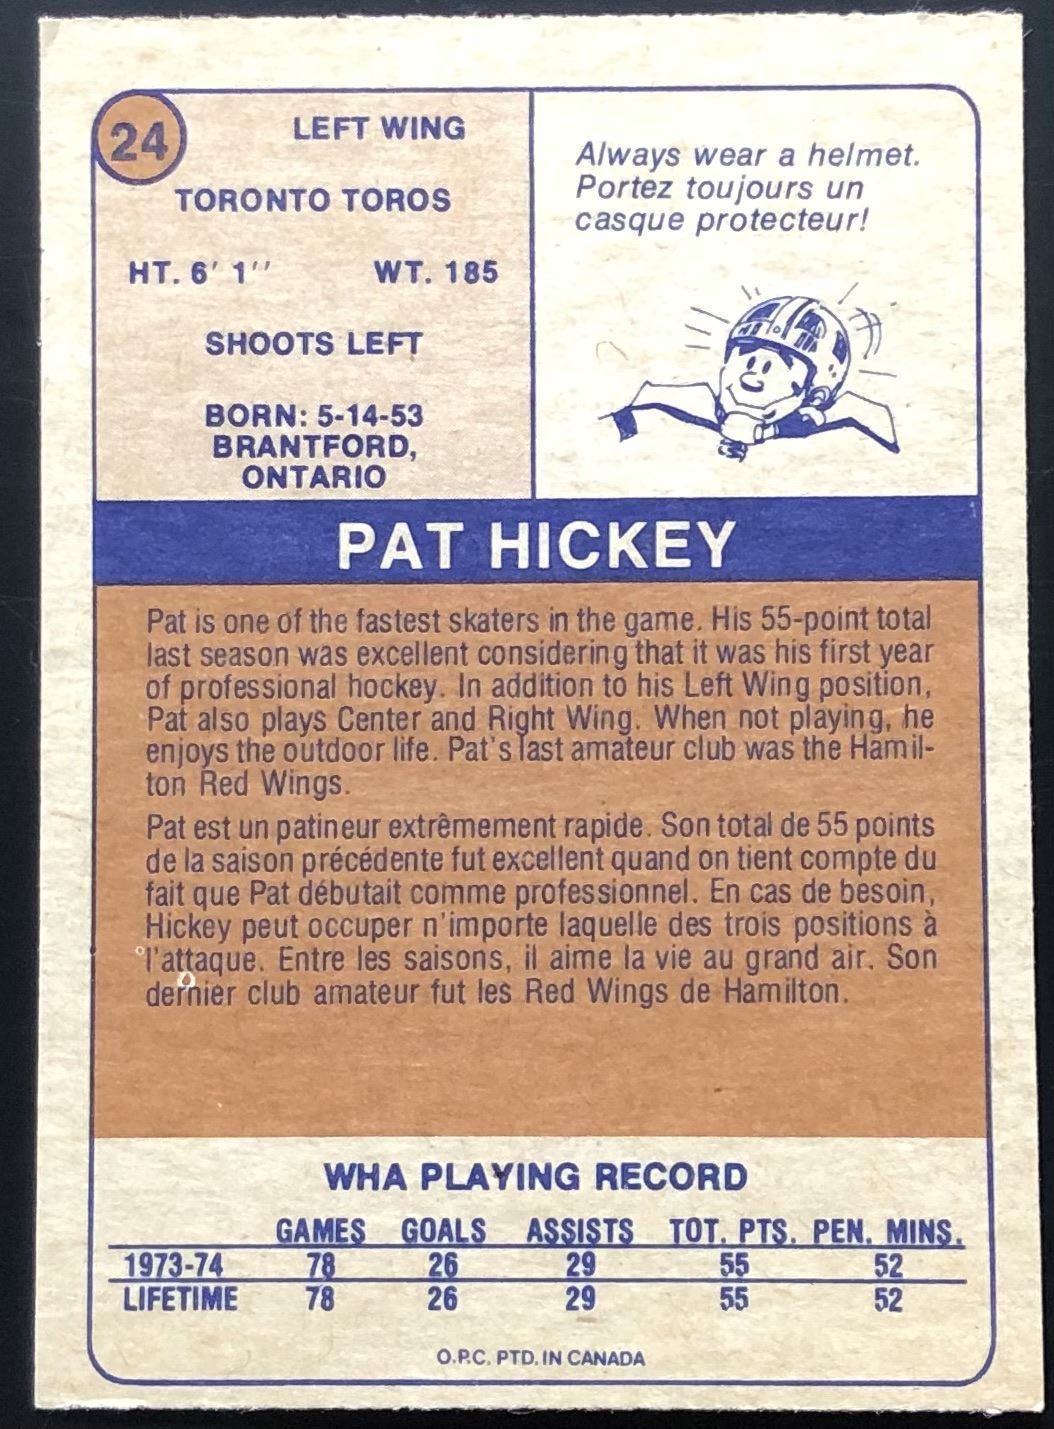 24
LEFT WING
TORONTO TOROS
HT. 6' 1'' WT. 185
SHOOTS LEFT
BORN: 5-14-53
BRANTFORD,
ONTARIO
Always wear a helmet.
Portez toujours un
casque protecteur!
PAT HICKEY
Pat is one of the fastest skaters in the game. His 55-point total
last season was excellent considering that it was his first year
of professional hockey. In addition to his Left Wing position,
Pat also plays Center and Right Wing. When not playing, he
enjoys the outdoor life. Pat's last amateur club was the Hamil-
ton Red Wings.
Pat est un patineur extrêmement rapide. Son total de 55 points
de la saison précédente fut excellent quand on tient compte du
fait que Pat débutait comme professionnel. En cas de besoin,
Hickey peut occuper n'importe laquelle des trois positions à
l'attaque. Entre les saisons, il aime la vie au grand air. Son
dernier club amateur fut les Red Wings de Hamilton.
WHA PLAYING RECORD
GAMES GOALS ASSISTS TOT. PTS. PEN. MINS.
1973-74 78 26 29 55 52
LIFETIME 78 26 29 55 52
O.P.C. PTD. IN CANADA